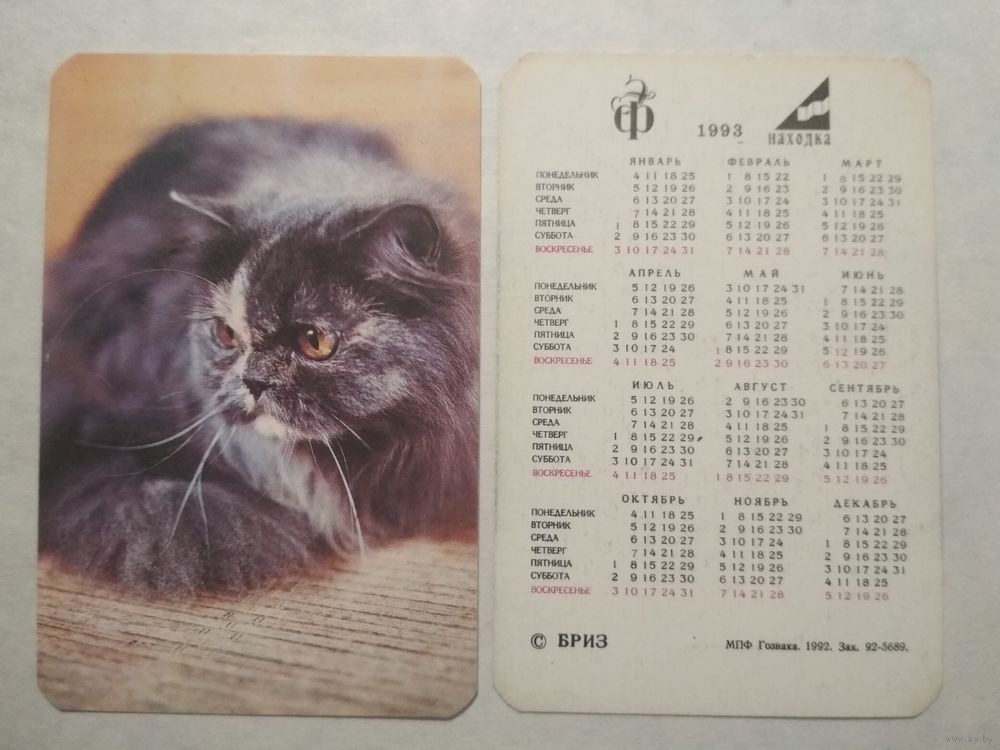 1993
НАХОДКА
ЯНВАРЬ ФЕВРАЛЬ МАРТ
ПОНЕДЕЛЬНИК 4 11 18 25 1 8 15 22 1 8 15 22 29
ВТОРНИК 5 12 19 26 2 9 16 23 2 9 16 23 30
СРЕДА 6 13 20 27 3 10 17 24 3 10 17 24 31
ЧЕТВЕРГ 7 14 21 28 4 11 18 25 4 11 18 25
ПЯТНИЦА 1 8 15 22 29 5 12 19 26 5 12 19 26
СУББОТА 2 9 16 23 30 6 13 20 27 6 13 20 27
ВОСКРЕСЕНЬЕ 3 10 17 24 31 7 14 21 28 7 14 21 28
АПРЕЛЬ МАЙ ИЮНЬ
ПОНЕДЕЛЬНИК 5 12 19 26 3 10 17 24 31 7 14 21 28
ВТОРНИК 6 13 20 27 4 11 18 25 1 8 15 22 29
СРЕДА 7 14 21 28 5 12 19 26 2 9 16 23 30
ЧЕТВЕРГ 1 8 15 22 29 6 13 20 27 3 10 17 24
ПЯТНИЦА 2 9 16 23 30 7 14 21 28 4 11 18 25
СУББОТА 3 10 17 24 1 8 15 22 29 5 12 19 26
ВОСКРЕСЕНЬЕ 4 11 18 25 2 9 16 23 30 6 13 20 27
ИЮЛЬ АВГУСТ СЕНТЯБРЬ
ПОНЕДЕЛЬНИК 5 12 19 26 2 9 16 23 30 6 13 20 27
ВТОРНИК 6 13 20 27 3 10 17 24 31 7 14 21 28
СРЕДА 7 14 21 28 4 11 18 25 1 8 15 22 29
ЧЕТВЕРГ 1 8 15 22 29 5 12 19 26 2 9 16 23 30
ПЯТНИЦА 2 9 16 23 30 6 13 20 27 3 10 17 24
СУББОТА 3 10 17 24 31 7 14 21 28 4 11 18 25
ВОСКРЕСЕНЬЕ 4 11 18 25 1 8 15 22 29 5 12 19 26
ОКТЯБРЬ НОЯБРЬ ДЕКАБРЬ
ПОНЕДЕЛЬНИК 4 11 18 25 1 8 15 22 29 6 13 20 27
ВТОРНИК 5 12 19 26 2 9 16 23 30 7 14 21 28
СРЕДА 6 13 20 27 3 10 17 24 1 8 15 22 29
ЧЕТВЕРГ 7 14 21 28 4 11 18 25 2 9 16 23 30
ПЯТНИЦА 1 8 15 22 29 5 12 19 26 3 10 17 24 31
СУББОТА 2 9 16 23 30 6 13 20 27 4 11 18 25
ВОСКРЕСЕНЬЕ 3 10 17 24 31 7 14 21 28 5 12 19 26
© БРИЗ
МПФ Гознака. 1992. Зак. 92-5689.
www.ay.by